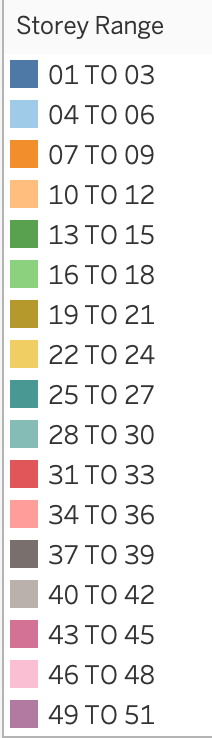 Storey Range
01 TO 03
04 TO 06
07 TO 09
10 TO 12
13 TO 15
16 TO 18
19 TO 21
22 TO 24
25 TO 27
28 TO 30
31 TO 33
34 TO 36
37 TO 39
40 TO 42
43 TO 45
46 TO 48
49 TO 51